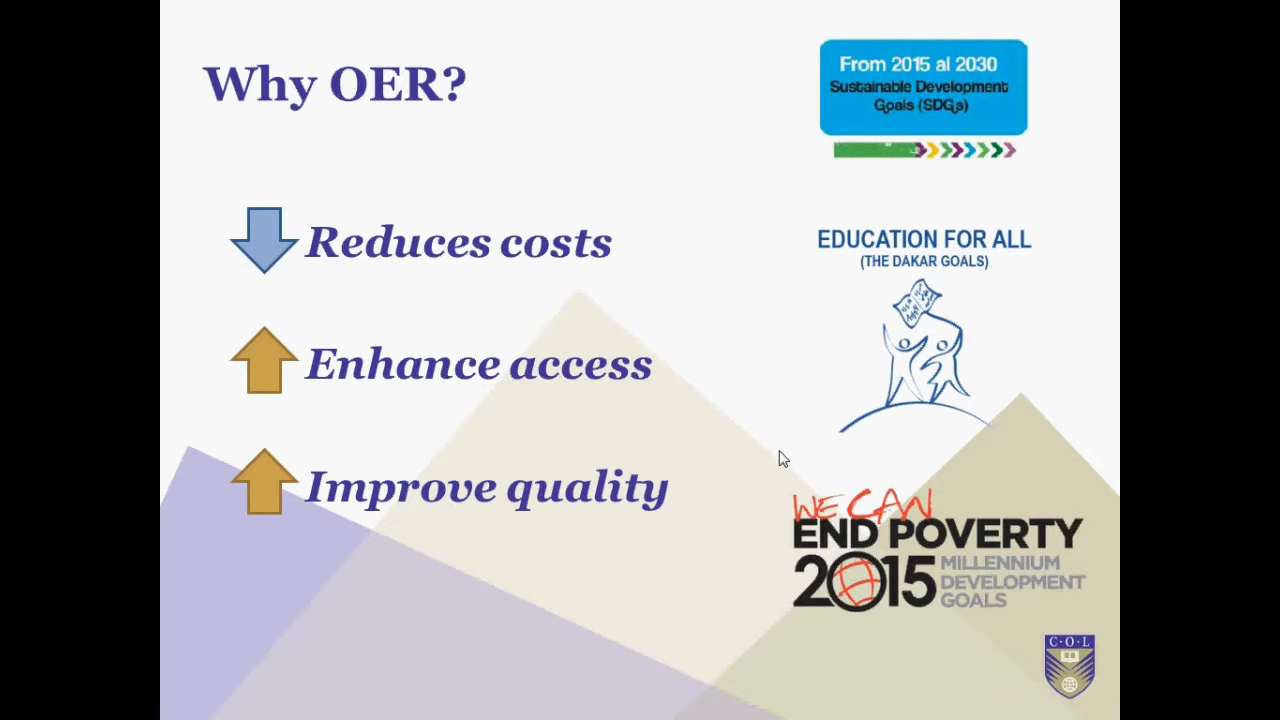 Why OER?
Reduces costs
Enhance access
Improve quality
From 2015 al 2030
Sustainable Development
Goals (SDGs)
EDUCATION FOR ALL
(THE DAKAR GOALS)
WE CAN
END POVERTY
2015 MILLENNIUM
DEVELOPMENT
GOALS
C·O·L